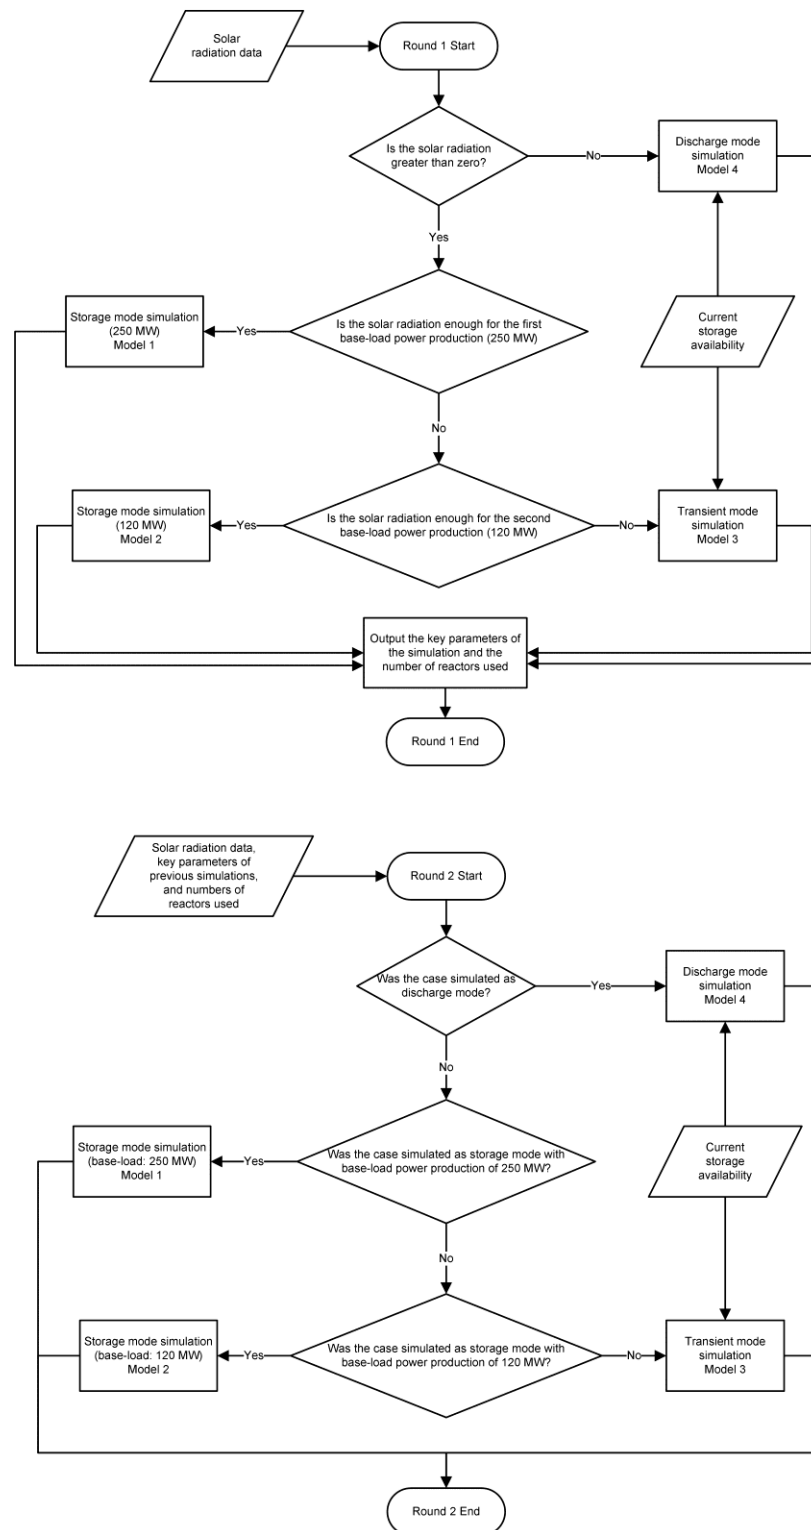 Solar
radiation data
Round 1 Start
Is the solar radiation
greater than zero?
No
Discharge mode
simulation
Model 4
Yes
Storage mode simulation
(250 MW)
Model 1
Yes
Is the solar radiation enough for the first
base-load power production (250 MW)
Current
storage
availability
No
Storage mode simulation
(120 MW)
Model 2
Yes
Is the solar radiation enough for the second
base-load power production (120 MW)
No
Transient mode
simulation
Model 3
Output the key parameters of
the simulation and the
number of reactors used
Round 1 End
Solar radiation data,
key parameters of
previous simulations,
and numbers of
reactors used
Round 2 Start
Was the case simulated as
discharge mode?
Yes
Discharge mode
simulation
Model 4
No
Storage mode simulation
(base-load: 250 MW)
Model 1
Yes
Was the case simulated as storage mode with
base-load power production of 250 MW?
Current
storage
availability
No
Storage mode simulation
(base-load: 120 MW)
Model 2
Yes
Was the case simulated as storage mode with
base-load power production of 120 MW?
No
Transient mode
simulation
Model 3
Round 2 End